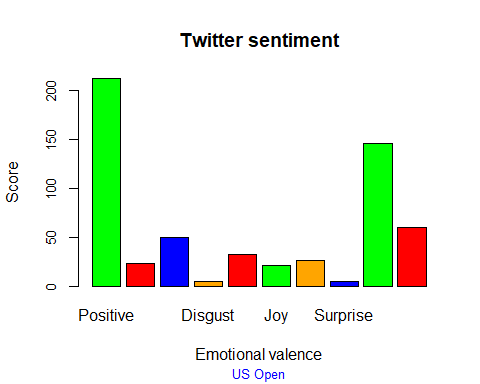 Twitter sentiment
Score
200
150
100
50
0
Positive Disgust Joy Surprise
Emotional valence
US Open